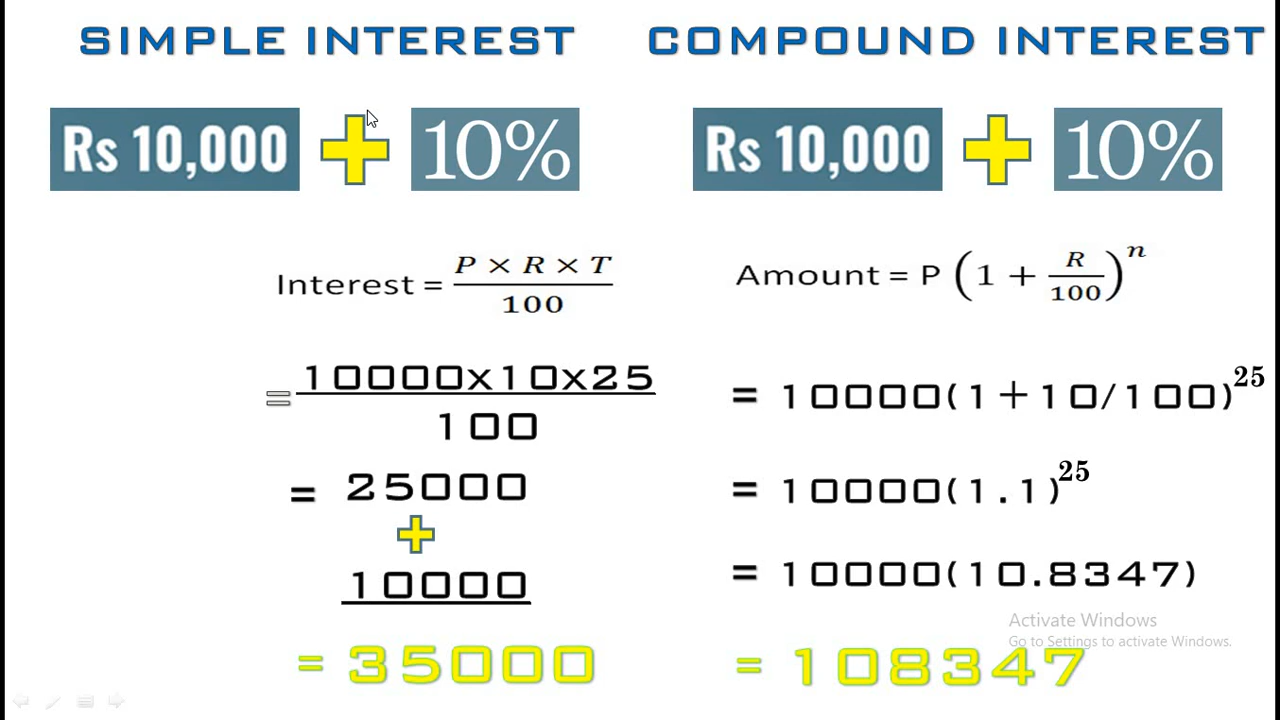 SIMPLE INTEREST
Rs 10,000 + 10%
Interest = P × R × T / 100
= 10000x10x25
100
= 25000
+
10000
= 35000
COMPOUND INTEREST
Rs 10,000 + 10%
Amount = P (1 + R/100)^n
= 10000(1+10/100)^25
= 10000(1.1)^25
= 10000(10.8347)
= 108347
Activate Windows
Go to Settings to activate Windows.